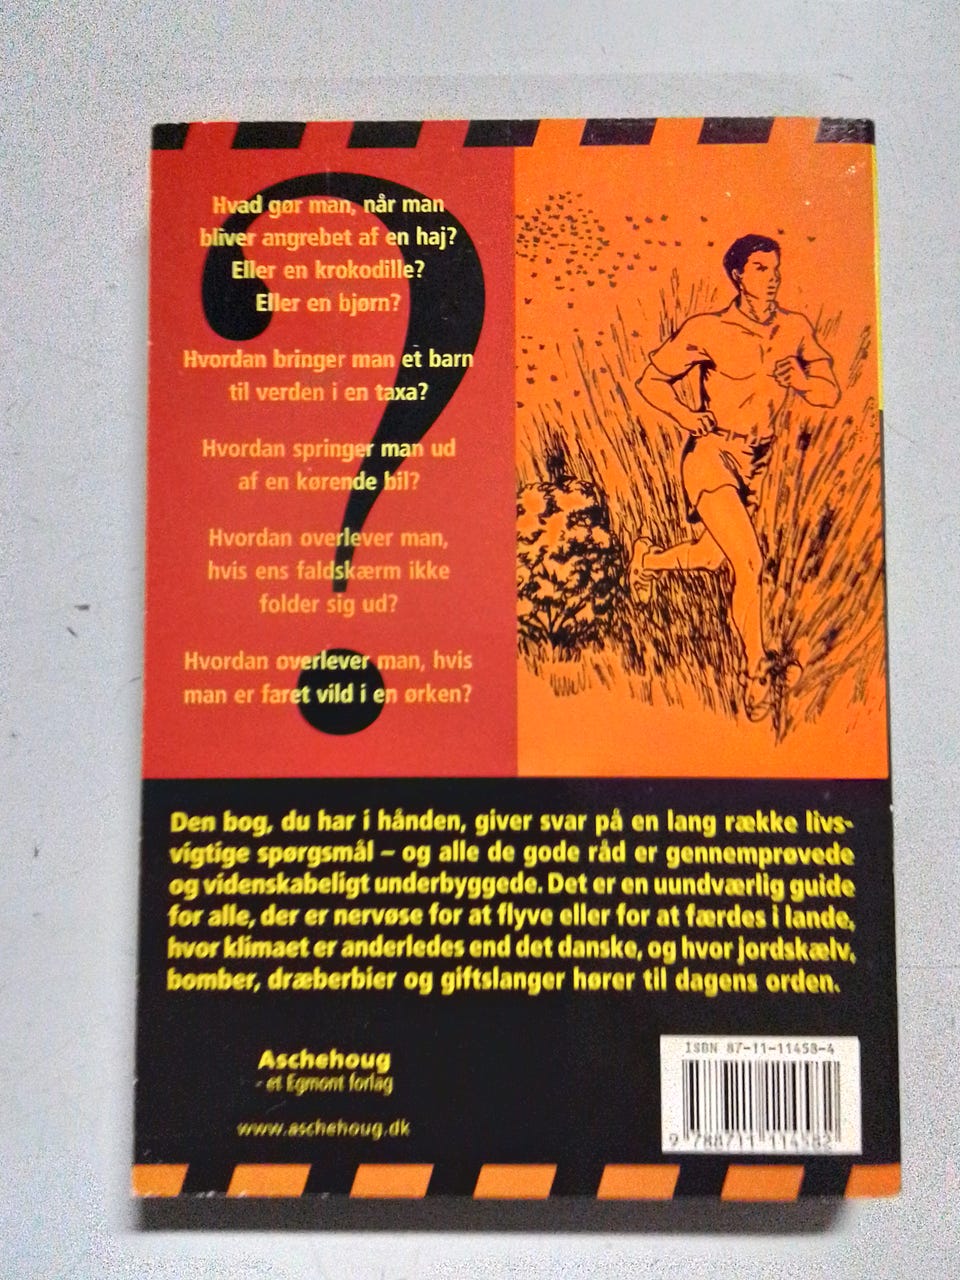 Hvad gør man, når man
bliver angrebet af en haj?
Eller en krokodille?
Eller en bjørn?
Hvordan bringer man et barn
til verden i en taxa?
Hvordan springer man ud
af en kørende bil?
Hvordan overlever man,
hvis ens faldskærm ikke
folder sig ud?
Hvordan overlever man, hvis
man er faret vild i en ørken?
Den bog, du har i hånden, giver svar på en lang række livs-
vigtige spørgsmål – og alle de gode råd er gennemprøvede
og videnskabeligt underbyggede. Det er en uundværlig guide
for alle, der er nervøse for at flyve eller for at færdes i lande,
hvor klimaet er anderledes end det danske, og hvor jordskælv,
bomber, dræberbier og giftslanger hører til dagens orden.
Aschehoug
- et Egmont forlag
www.aschehoug.dk
ISBN 87-11-11458-4
9 788711 114582